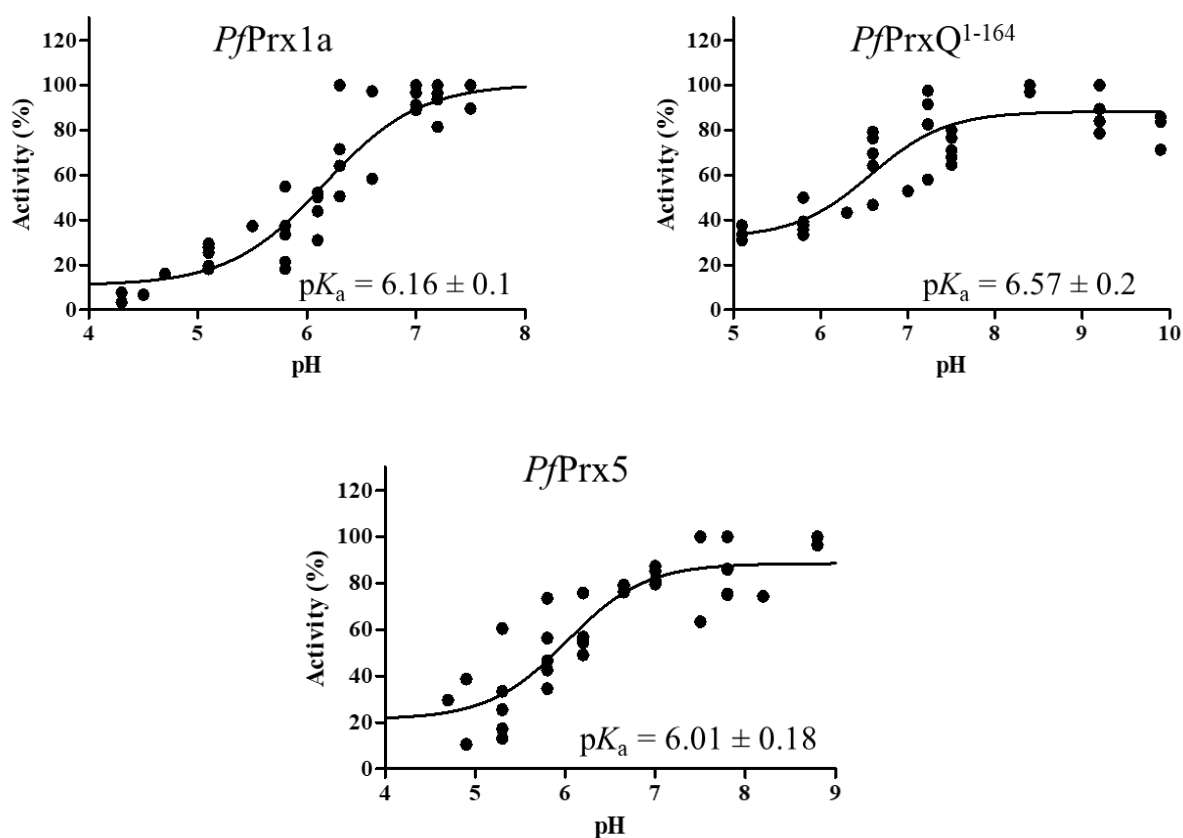 PfPrx1a
Activity (%)
120
100
80
60
40
20
0
4 5 6 7 8
pH
pKa = 6.16 ± 0.1
PfPrxQ1-164
Activity (%)
120
100
80
60
40
20
0
5 6 7 8 9 10
pH
pKa = 6.57 ± 0.2
PfPrx5
Activity (%)
120
100
80
60
40
20
0
4 5 6 7 8 9
pH
pKa = 6.01 ± 0.18